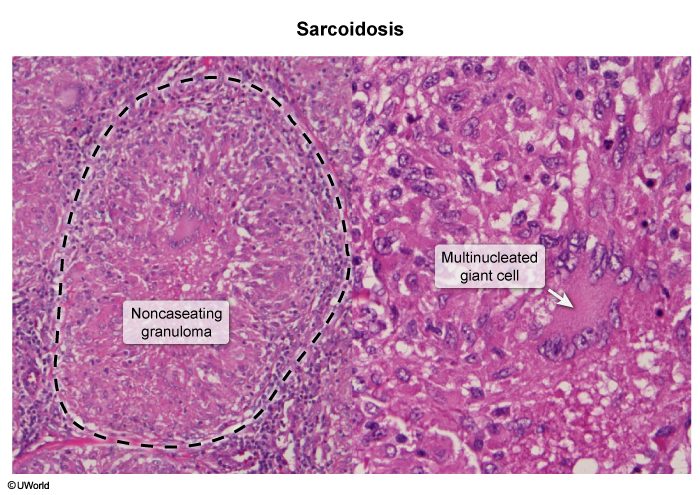 Sarcoidosis
Noncaseating
granuloma
Multinucleated
giant cell
©UWorld